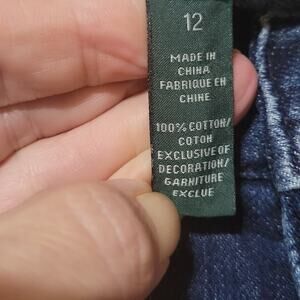 12
MADE IN
CHINA
FABRIQUE EN
CHINE
100% COTTON/
COTON
EXCLUSIVE OF
DECORATION/
GARNITURE
EXCLUE